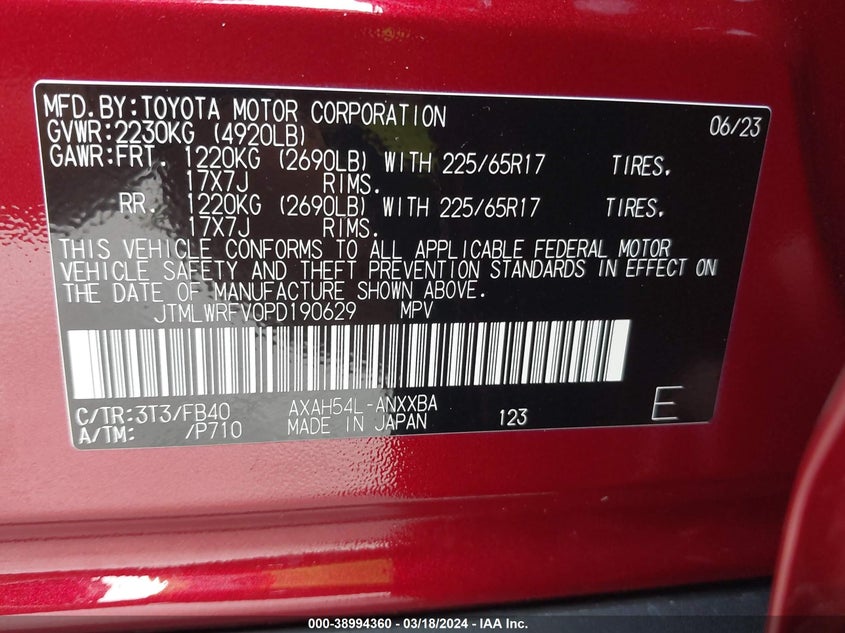 MFD.BY:TOYOTA MOTOR CORPORATION 06/23
GVWR:2230KG (4920LB)
GAWR:FRT. 1220KG (2690LB) WITH 225/65R17 TIRES.
17X7J RIMS.
RR. 1220KG (2690LB) WITH 225/65R17 TIRES.
17X7J RIMS.
THIS VEHICLE CONFORMS TO ALL APPLICABLE FEDERAL MOTOR
VEHICLE SAFETY AND THEFT PREVENTION STANDARDS IN EFFECT ON
THE DATE OF MANUFACTURE SHOWN ABOVE.
JTMLWRFV0PD190629 MPV
C/TR:3T3/FB40 AXAH54L-ANXXBA
A/TM: /P710 MADE IN JAPAN 123 E
000-38994360 — 03/18/2024 — IAA Inc.